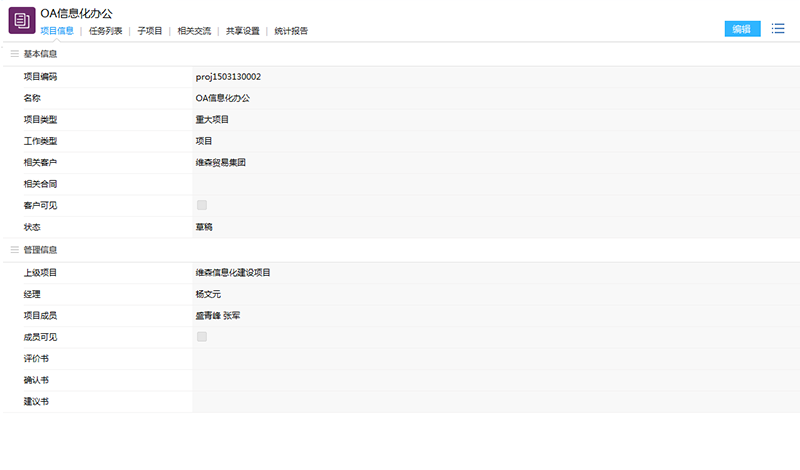 OA信息化办公
项目信息 | 任务列表 | 子项目 | 相关交流 | 共享设置 | 统计报告
编辑
基本信息
项目编码 proj1503130002
名称 OA信息化办公
项目类型 重大项目
工作类型 项目
相关客户 维森贸易集团
相关合同
客户可见
状态 草稿
管理信息
上级项目 维森信息化建设项目
经理 杨文元
项目成员 盛青峰 张军
成员可见
评价书
确认书
建议书